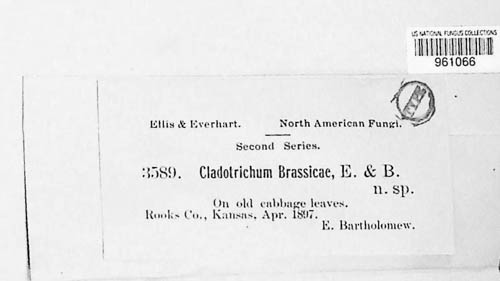 US NATIONAL FUNGUS COLLECTIONS
961066
TYPE
Ellis & Everhart. North American Fungi.
Second Series.
3589. Cladotrichum Brassicae, E. & B.
n. sp.
On old cabbage leaves.
Rooks Co., Kansas, Apr. 1897.
E. Bartholomew.